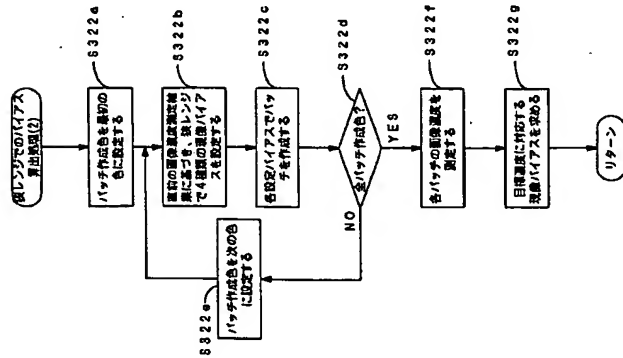 狭レンジでのバイアス
算出処理(2)
S322a
パッチ作成色を最初の
色に設定する
S322b
直前の画像濃度測定結
果に基づき、狭レンジ
で4種類の現像バイア
スを設定する
S322c
各設定バイアスでパッ
チを作成する
S322d
全パッチ作成色?
NO
YES
S322e
パッチ作成色を次の色
に設定する
S322f
各パッチの画像濃度を
測定する
S322g
目標濃度に対応する
現像バイアスを求める
リターン